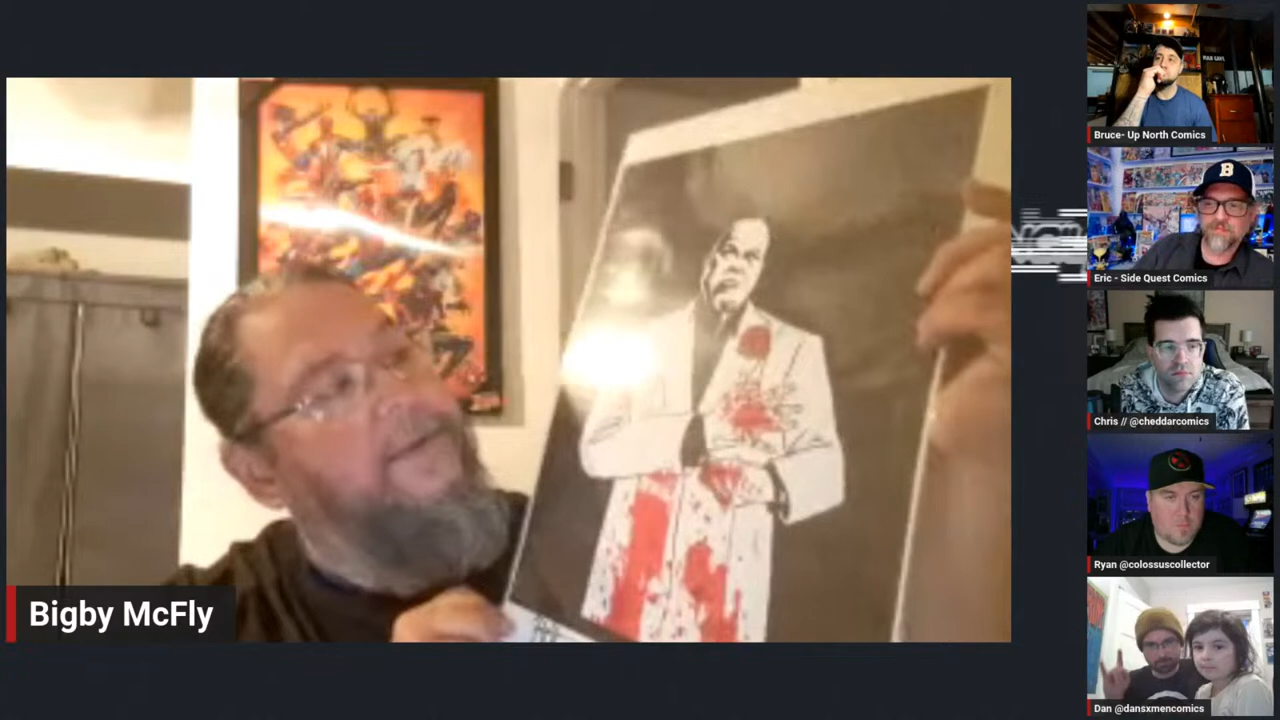 Bigby McFly
Bruce- Up North Comics
Eric - Side Quest Comics
Chris // @cheddarcomics
Ryan @colossuscollector
Dan @dansxmencomics